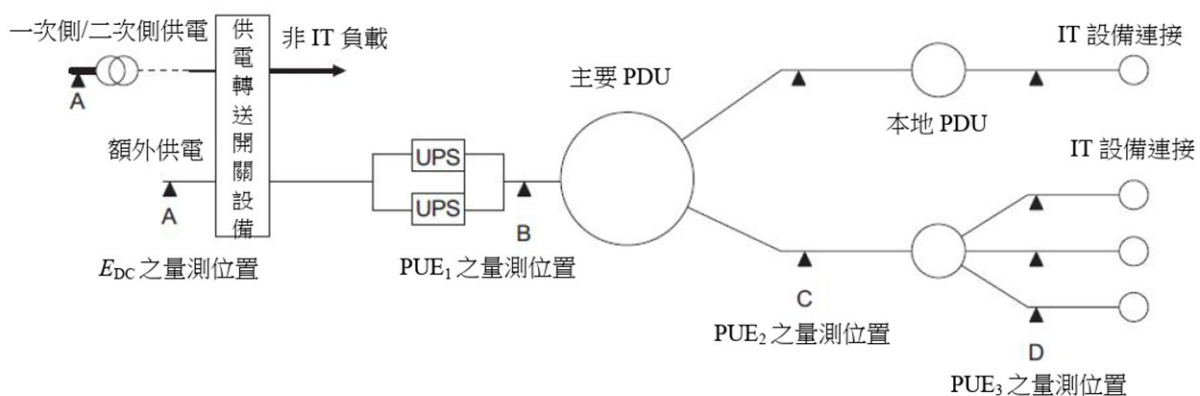 一次側/二次側供電
A
供電轉送開關設備
非 IT 負載
額外供電
A
E_DC 之量測位置
UPS
UPS
B
PUE₁ 之量測位置
主要 PDU
本地 PDU
IT 設備連接
IT 設備連接
C
PUE₂ 之量測位置
D
PUE₃ 之量測位置